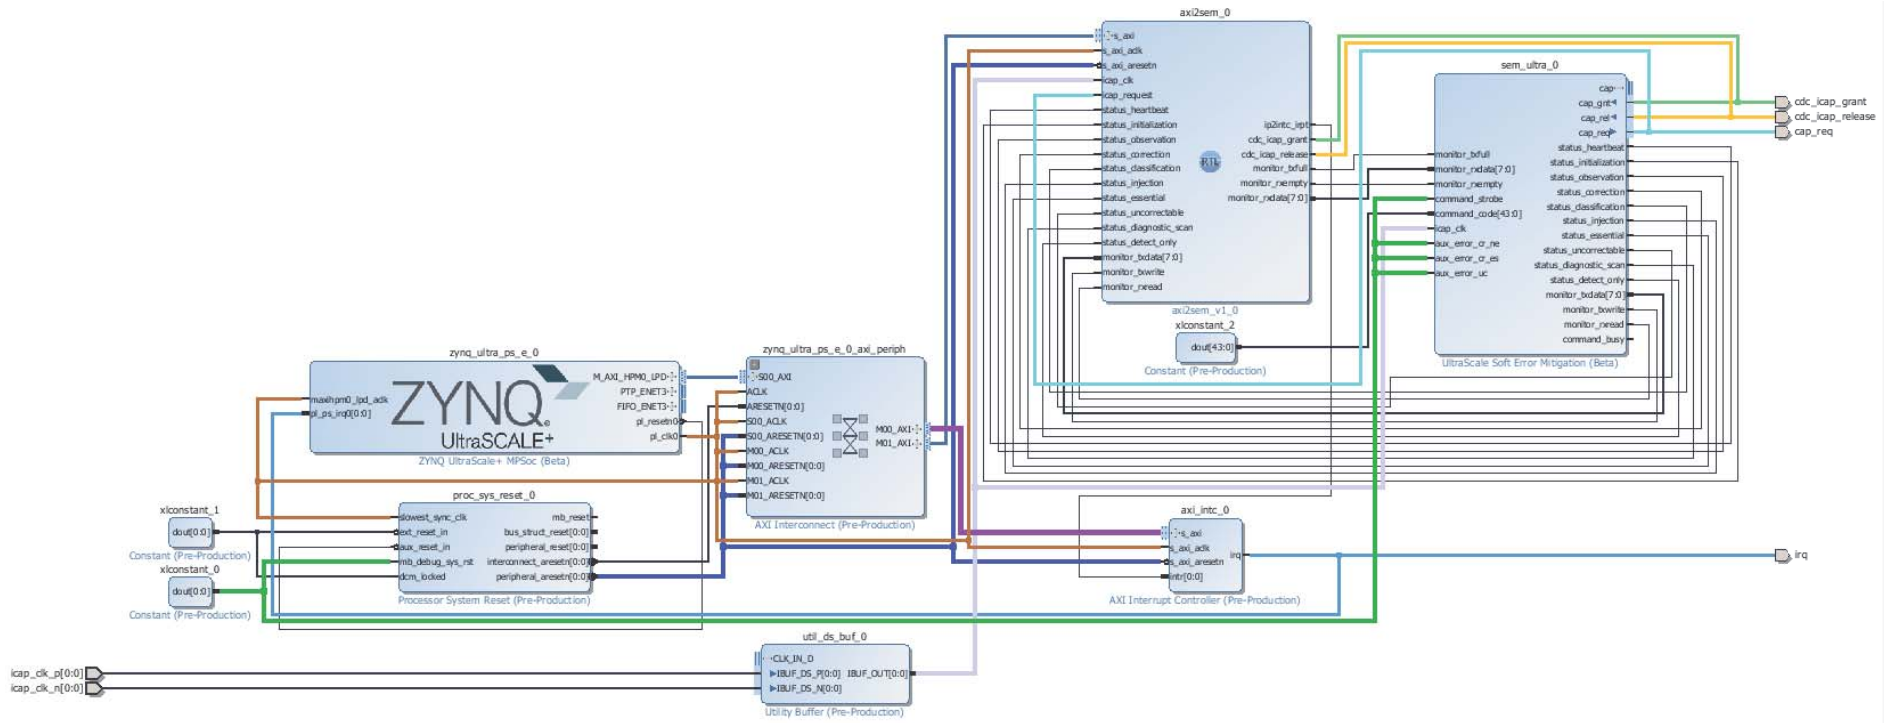 axi2sem_0
s_axi
s_axi_aclk
s_axi_aresetn
icap_clk
icap_request
status_heartbeat
status_initialization
status_observation
status_correction
status_classification
status_injection
status_essential
status_uncorrectable
status_diagnostic_scan
status_detect_only
monitor_txdata[7:0]
monitor_txwrite
monitor_rxread
ip2intc_irpt
cdc_icap_grant
cdc_icap_release
monitor_txfull
monitor_rxempty
monitor_rxdata[7:0]
RTL
axi2sem_v1_0
sem_ultra_0
monitor_txfull
monitor_rxdata[7:0]
monitor_rxempty
command_strobe
command_code[43:0]
icap_clk
aux_error_cr_ne
aux_error_cr_es
aux_error_uc
cap
cap_gnt
cap_rel
cap_req
status_heartbeat
status_initialization
status_observation
status_correction
status_classification
status_injection
status_essential
status_uncorrectable
status_diagnostic_scan
status_detect_only
monitor_txdata[7:0]
monitor_txwrite
monitor_rxread
command_busy
UltraScale Soft Error Mitigation (Beta)
cdc_icap_grant
cdc_icap_release
cap_req
xlconstant_2
dout[43:0]
Constant (Pre-Production)
zynq_ultra_ps_e_0
maxihpm0_lpd_aclk
pl_ps_irq0[0:0]
ZYNQ
UltraSCALE+
M_AXI_HPM0_LPD
PTP_ENET3
FIFO_ENET3
pl_resetn0
pl_clk0
ZYNQ UltraScale+ MPSoc (Beta)
zynq_ultra_ps_e_0_axi_periph
S00_AXI
ACLK
ARESETN[0:0]
S00_ACLK
S00_ARESETN[0:0]
M00_ACLK
M00_ARESETN[0:0]
M01_ACLK
M01_ARESETN[0:0]
M00_AXI
M01_AXI
AXI Interconnect (Pre-Production)
xlconstant_1
dout[0:0]
Constant (Pre-Production)
xlconstant_0
dout[0:0]
Constant (Pre-Production)
proc_sys_reset_0
slowest_sync_clk
ext_reset_in
aux_reset_in
mb_debug_sys_rst
dcm_locked
mb_reset
bus_struct_reset[0:0]
peripheral_reset[0:0]
interconnect_aresetn[0:0]
peripheral_aresetn[0:0]
Processor System Reset (Pre-Production)
axi_intc_0
s_axi
s_axi_aclk
s_axi_aresetn
intr[0:0]
irq
AXI Interrupt Controller (Pre-Production)
irq
util_ds_buf_0
CLK_IN_D
IBUF_DS_P[0:0]
IBUF_DS_N[0:0]
IBUF_OUT[0:0]
Utility Buffer (Pre-Production)
icap_clk_p[0:0]
icap_clk_n[0:0]